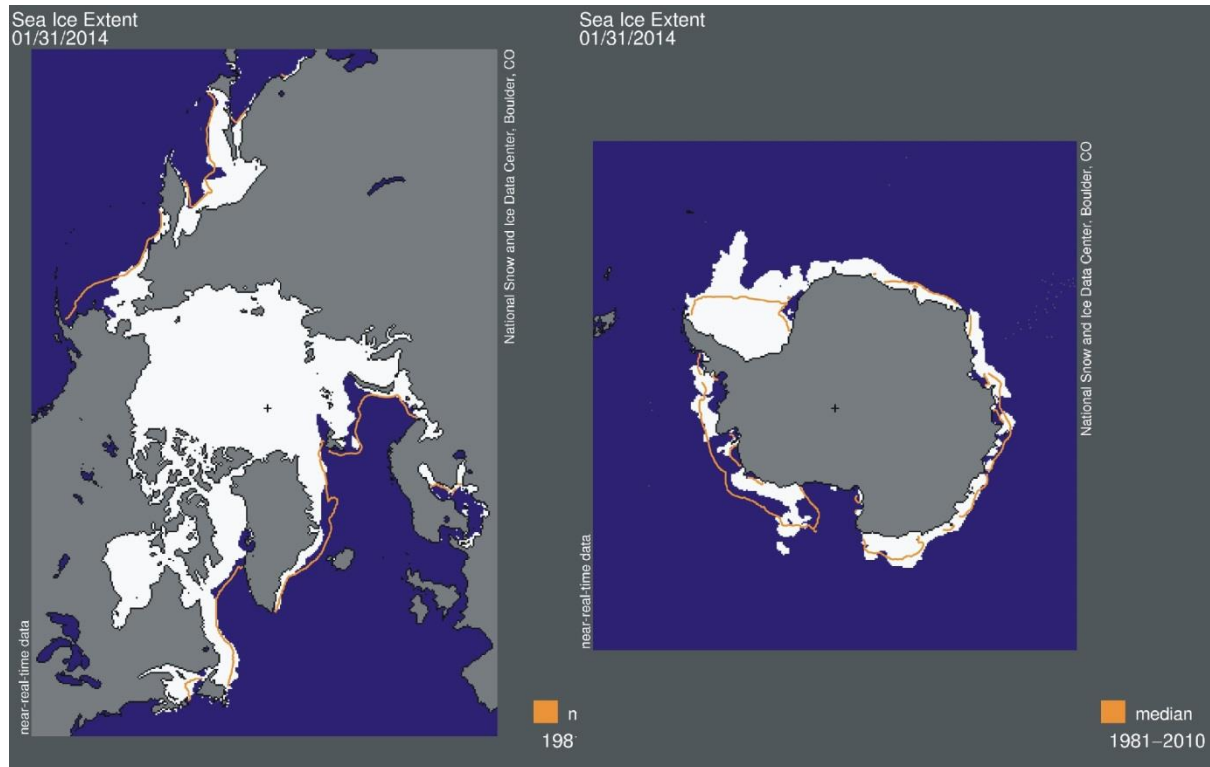 Sea Ice Extent
01/31/2014
National Snow and Ice Data Center, Boulder, CO
near-real-time data
n
198
Sea Ice Extent
01/31/2014
National Snow and Ice Data Center, Boulder, CO
near-real-time data
median
1981–2010